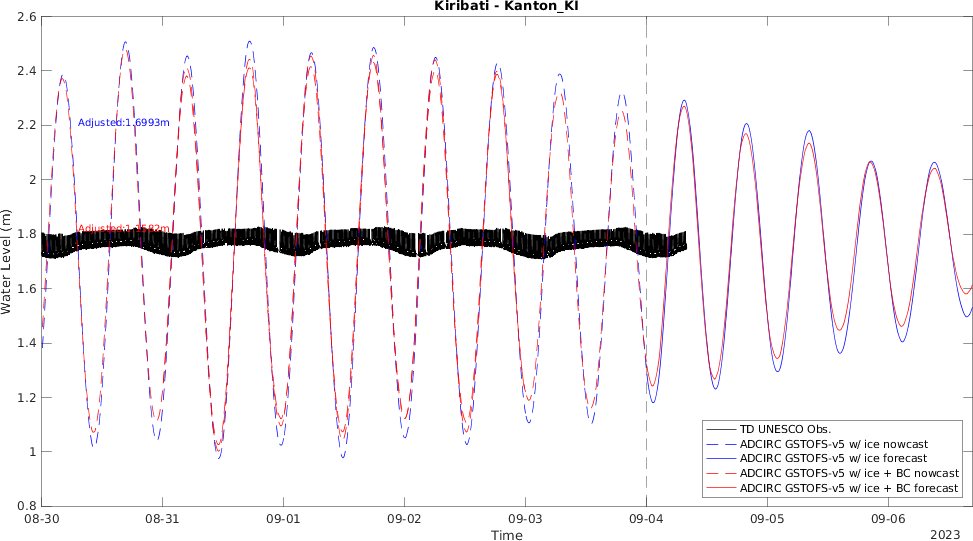 Kiribati - Kanton_KI
2.6
2.4
2.2
2
1.8
1.6
1.4
1.2
1
0.8
Water Level (m)
Adjusted:1.6993m
08-30
08-31
09-01
09-02
09-03
09-04
09-05
09-06
Time
2023
TD UNESCO Obs.
ADCIRC GSTOFS-v5 w/ ice nowcast
ADCIRC GSTOFS-v5 w/ ice forecast
ADCIRC GSTOFS-v5 w/ ice + BC nowcast
ADCIRC GSTOFS-v5 w/ ice + BC forecast